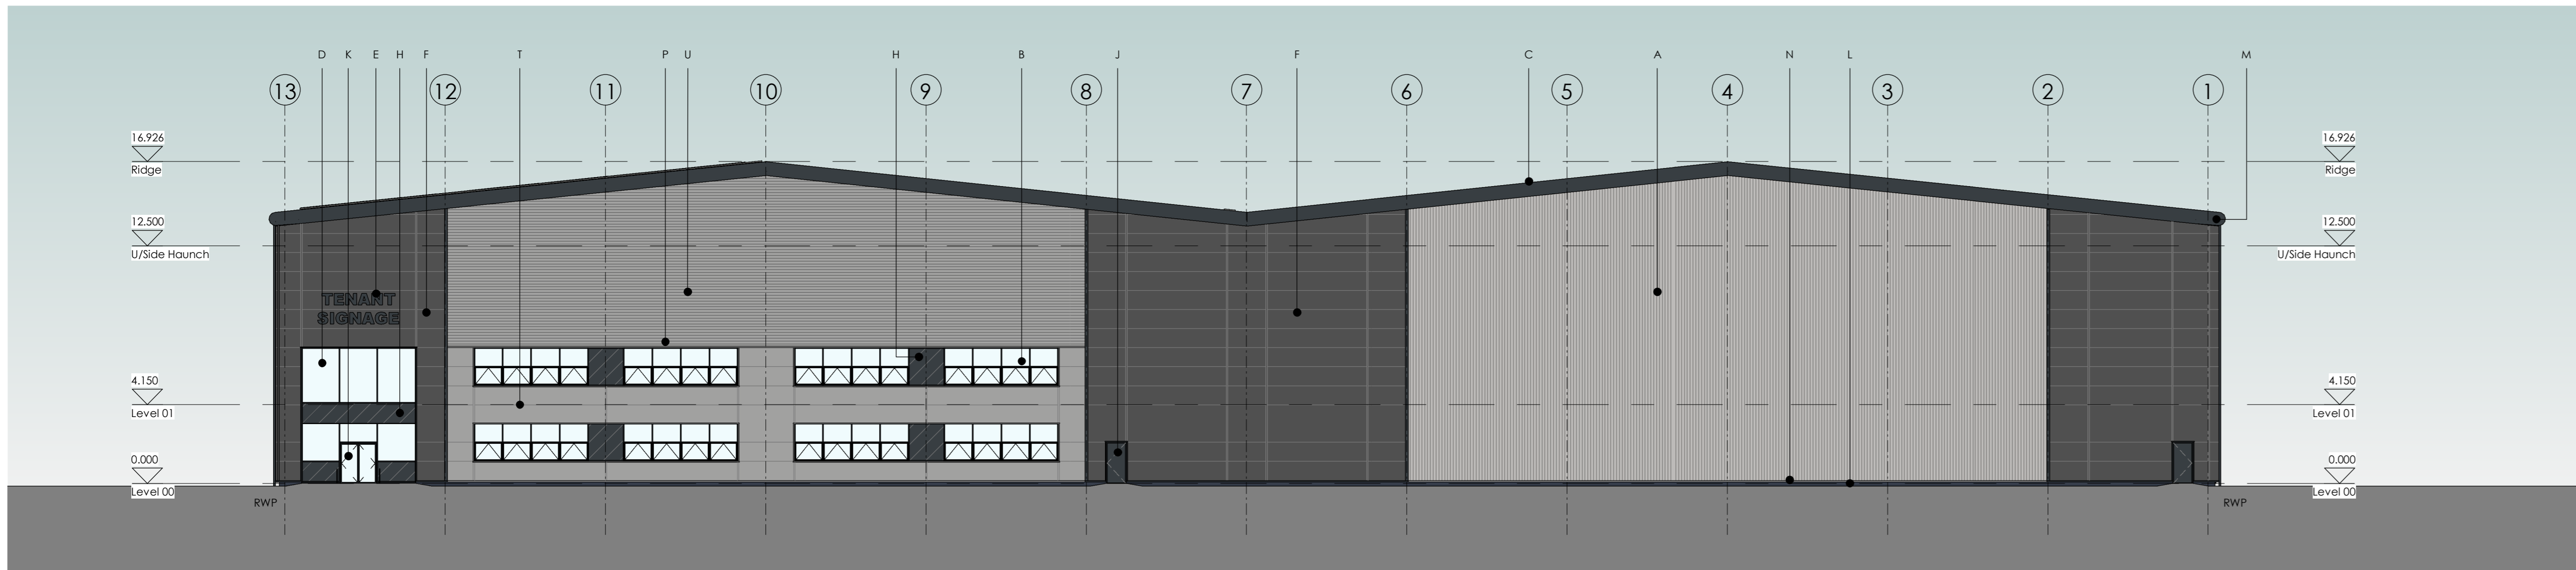 D K E H F T P U H B J F C A N L M
13 12 11 10 9 8 7 6 5 4 3 2 1
16.926
Ridge
16.926
Ridge
12.500
U/Side Haunch
12.500
U/Side Haunch
TENANT
SIGNAGE
4.150
Level 01
4.150
Level 01
0.000
Level 00
0.000
Level 00
RWP
RWP